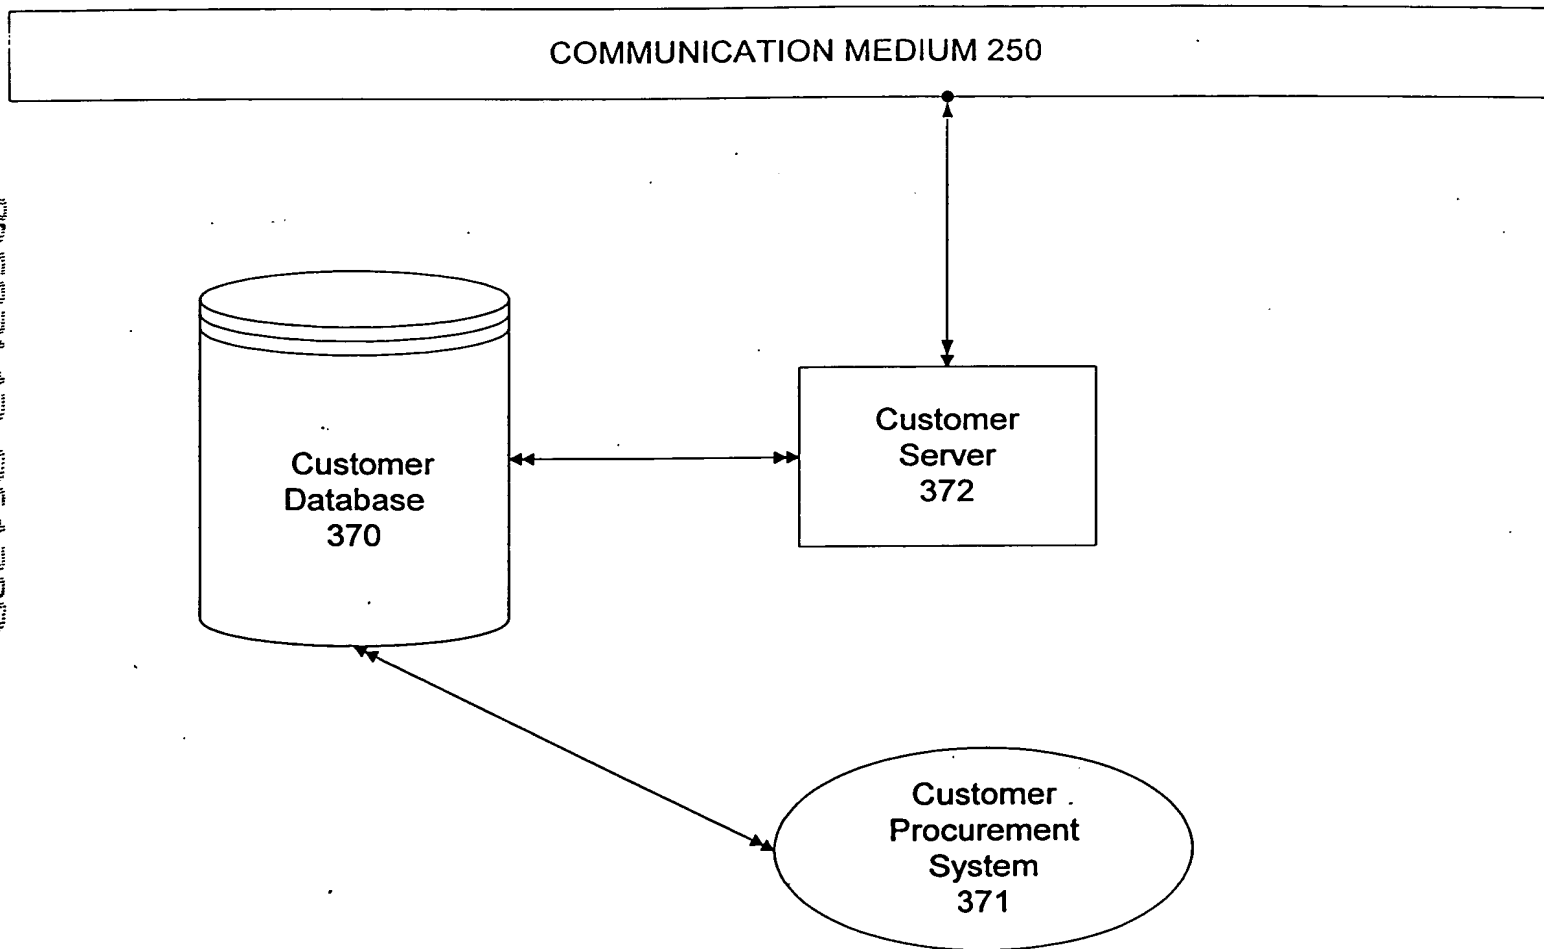 COMMUNICATION MEDIUM 250
Customer
Server
372
Customer
Database
370
Customer
Procurement
System
371